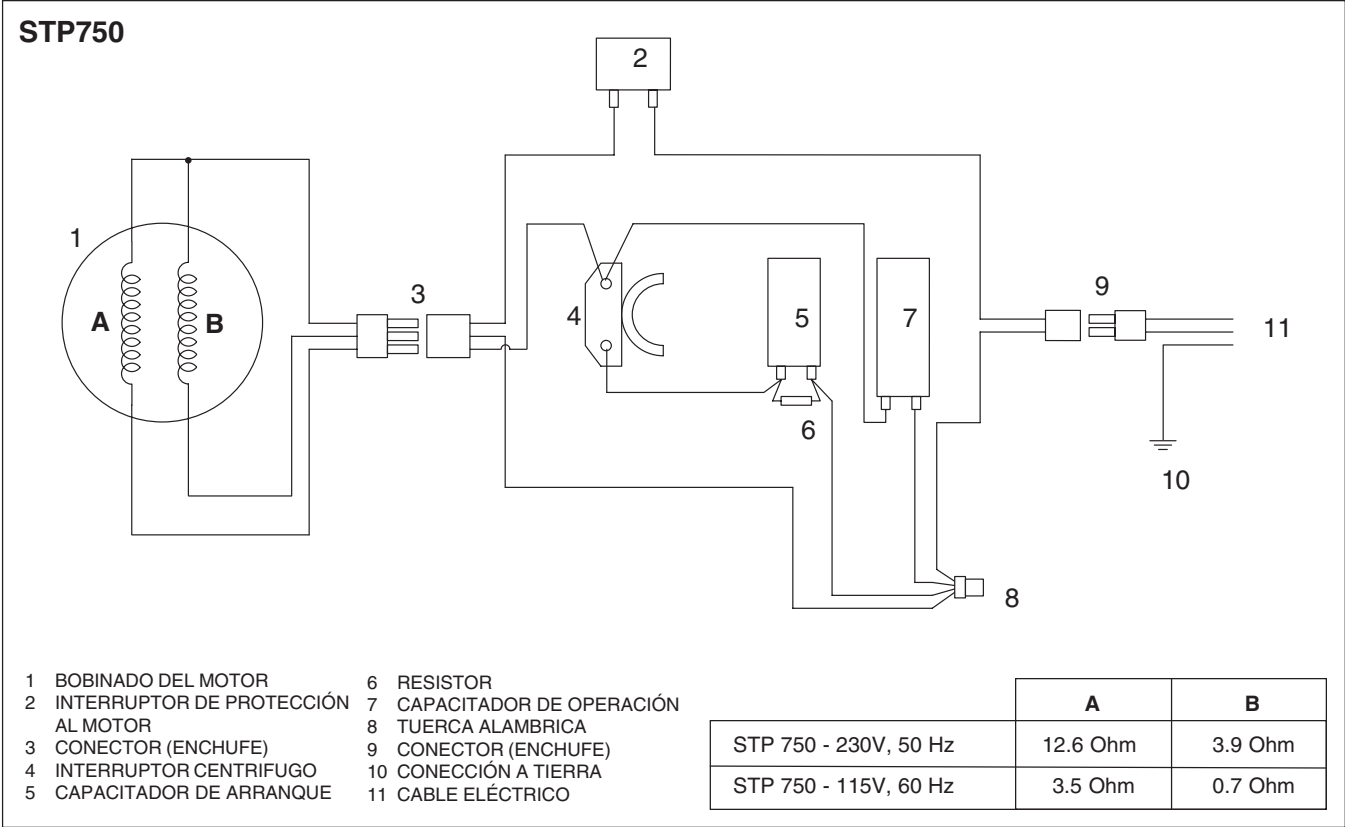 STP750
2
1
A
B
3
4
5
6
7
9
11
10
8
1 BOBINADO DEL MOTOR
2 INTERRUPTOR DE PROTECCIÓN
AL MOTOR
3 CONECTOR (ENCHUFE)
4 INTERRUPTOR CENTRIFUGO
5 CAPACITADOR DE ARRANQUE
6 RESISTOR
7 CAPACITADOR DE OPERACIÓN
8 TUERCA ALAMBRICA
9 CONECTOR (ENCHUFE)
10 CONECCIÓN A TIERRA
11 CABLE ELÉCTRICO
A B
STP 750 - 230V, 50 Hz 12.6 Ohm 3.9 Ohm
STP 750 - 115V, 60 Hz 3.5 Ohm 0.7 Ohm